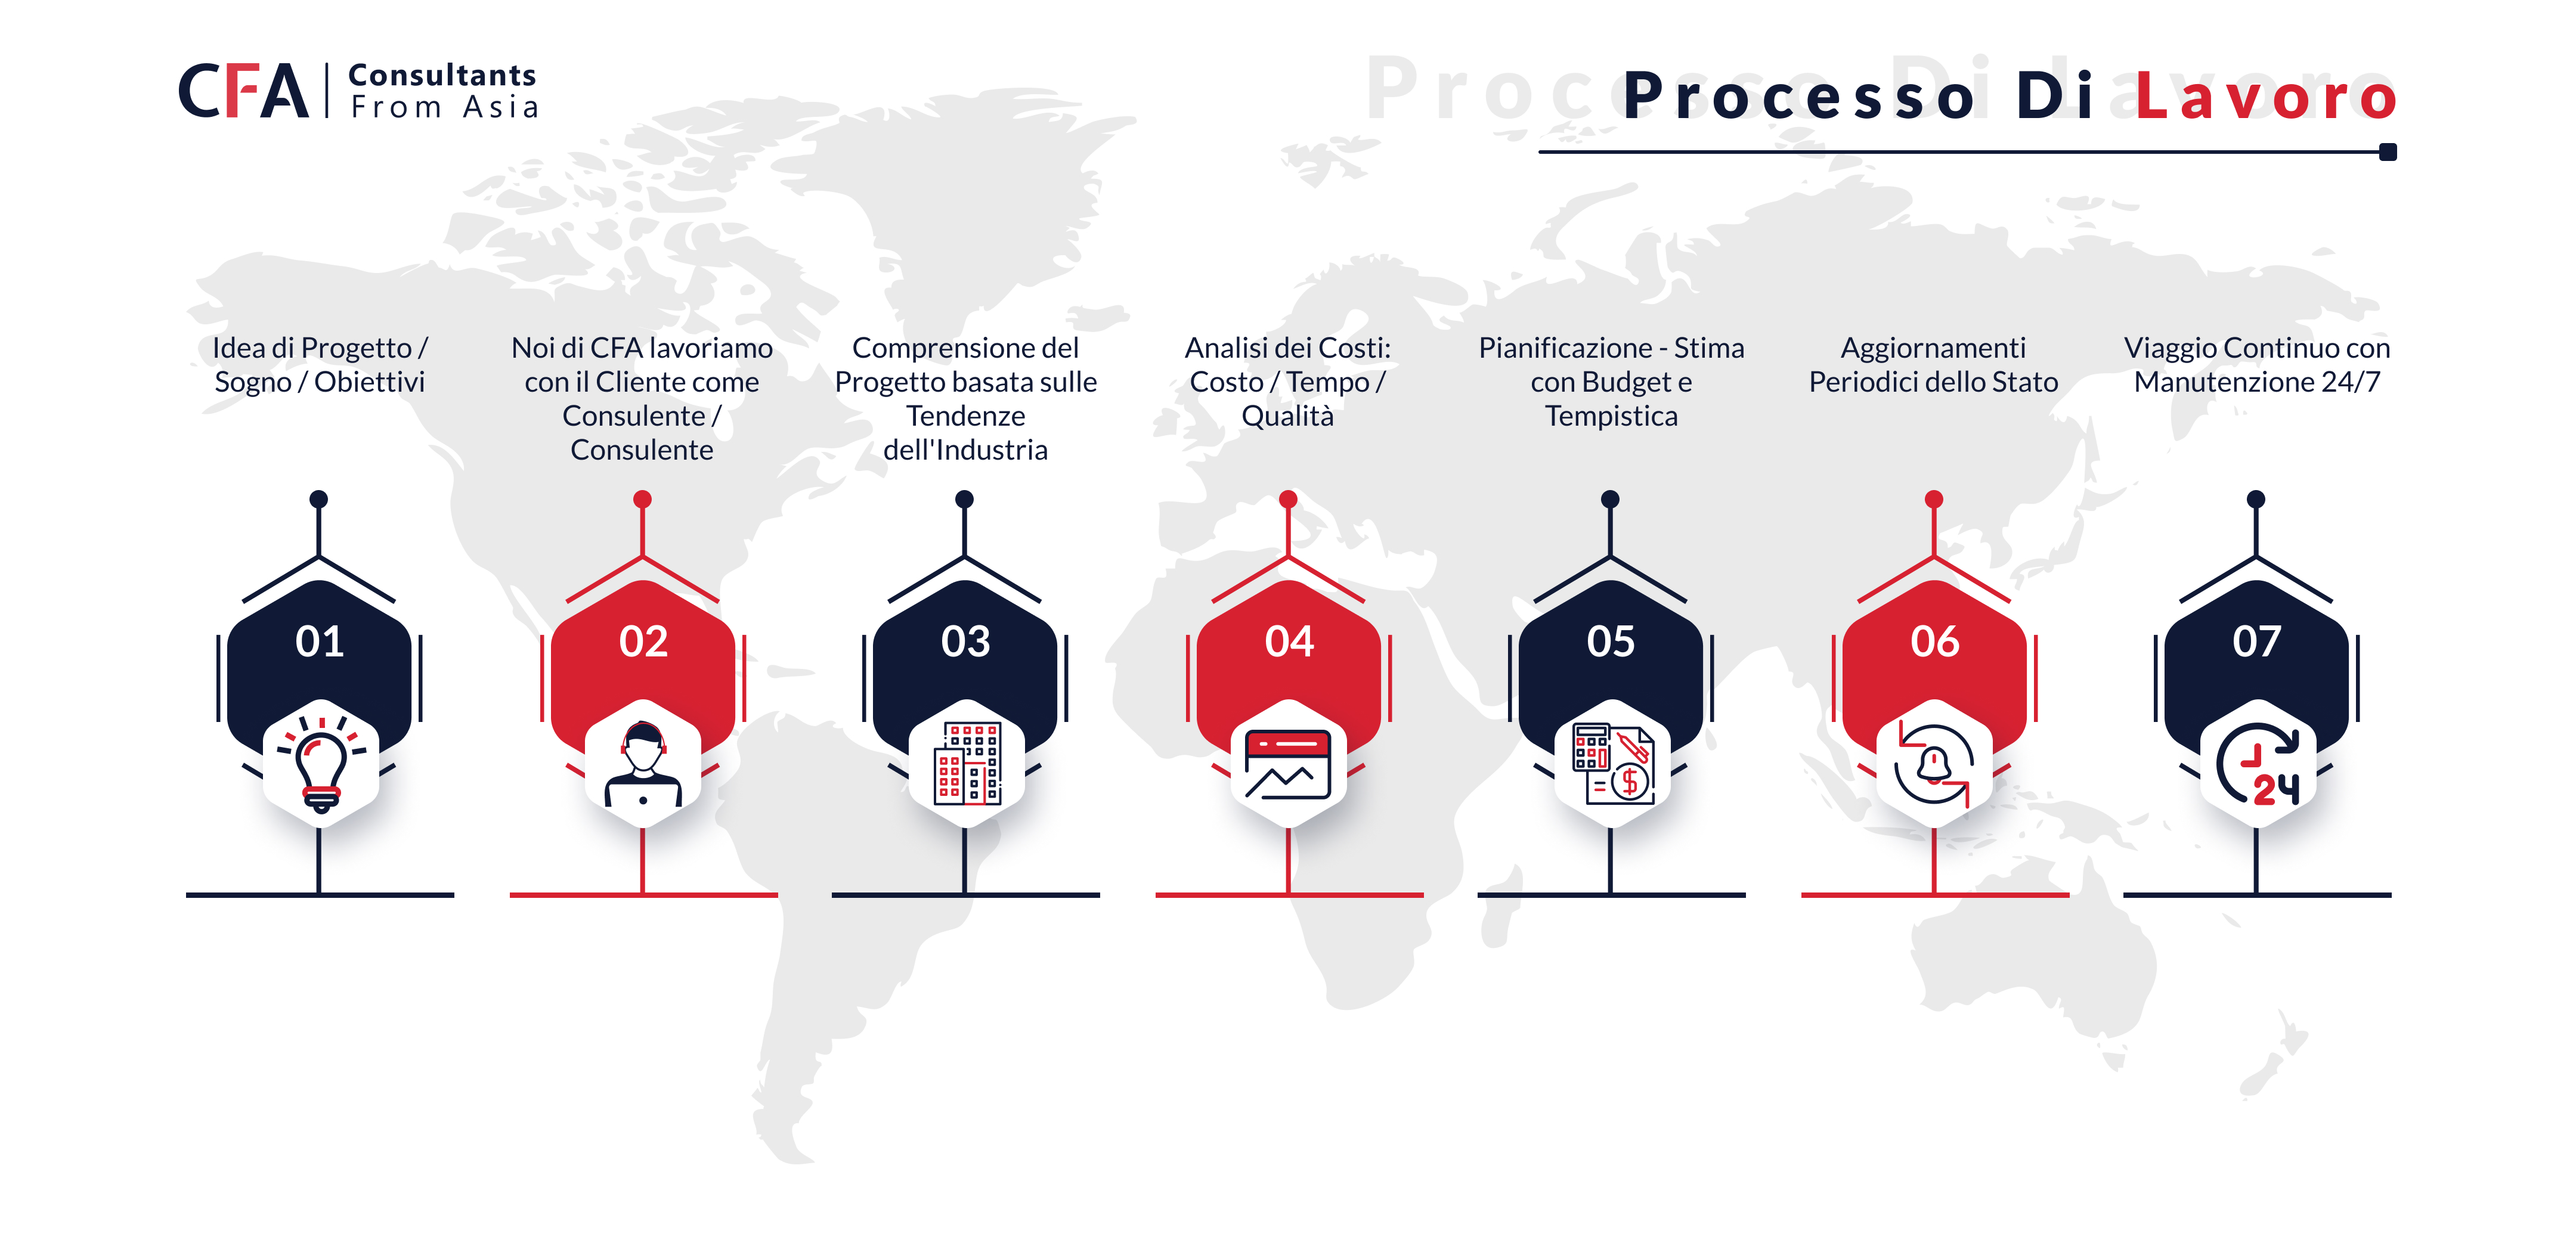 CFA
Consultants
From Asia
Processo Di Lavoro
Processo Di Lavoro
Idea di Progetto /
Sogno / Obiettivi
01
Noi di CFA lavoriamo
con il Cliente come
Consulente /
Consulente
02
Comprensione del
Progetto basata sulle
Tendenze
dell'Industria
03
Analisi dei Costi:
Costo / Tempo /
Qualità
04
Pianificazione - Stima
con Budget e
Tempistica
05
$
Aggiornamenti
Periodici dello Stato
06
Viaggio Continuo con
Manutenzione 24/7
07
24